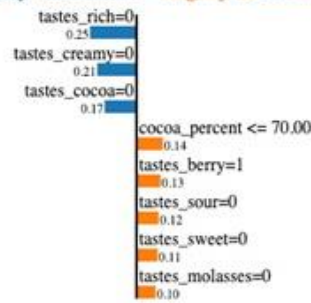 tastes_rich=0
0.25
tastes_creamy=0
0.21
tastes_cocoa=0
0.17
cocoa_percent <= 70.00
0.14
tastes_berry=1
0.13
tastes_sour=0
0.12
tastes_sweet=0
0.11
tastes_molasses=0
0.10